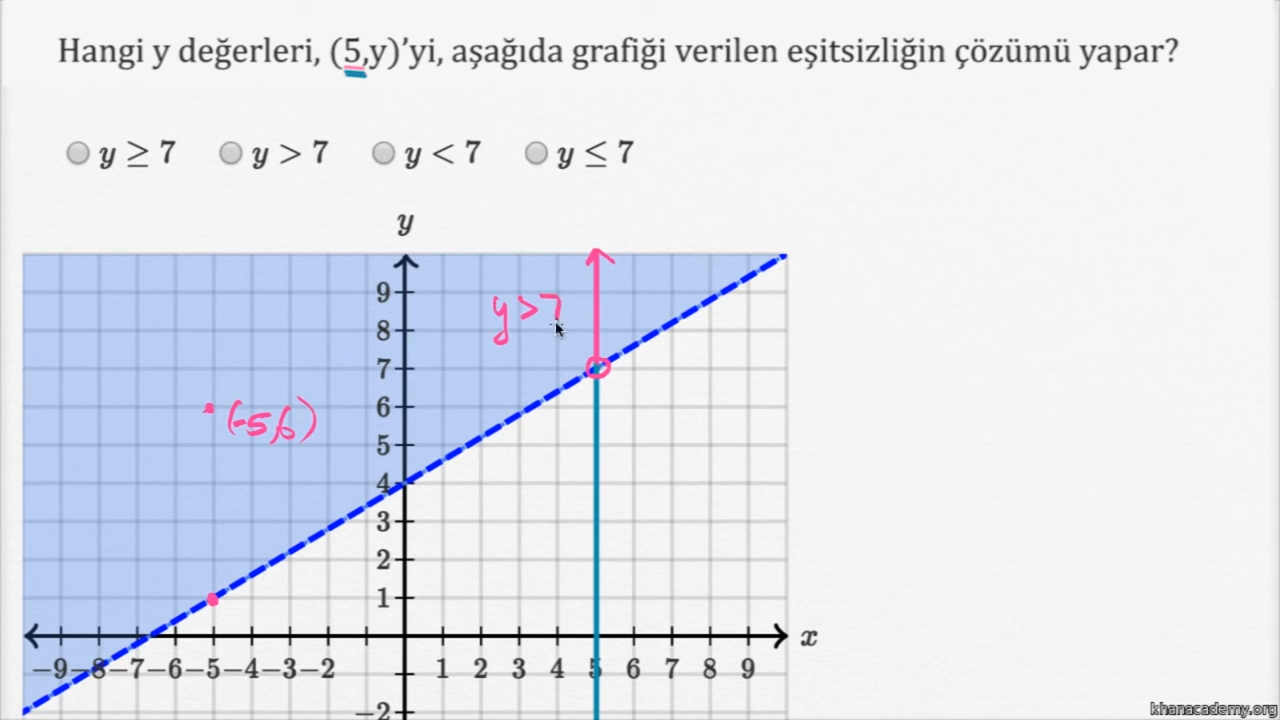 Hangi y değerleri, (5,y)'yi, aşağıda grafiği verilen eşitsizliğin çözümü yapar?
y ≥ 7 y > 7 y < 7 y ≤ 7
y
9
8
7
6
5
4
3
2
1
-2
y>7
(-5,6)
-9 -8 -7 -6 -5 -4 -3 -2 1 2 3 4 5 6 7 8 9 x
khanacademy.org